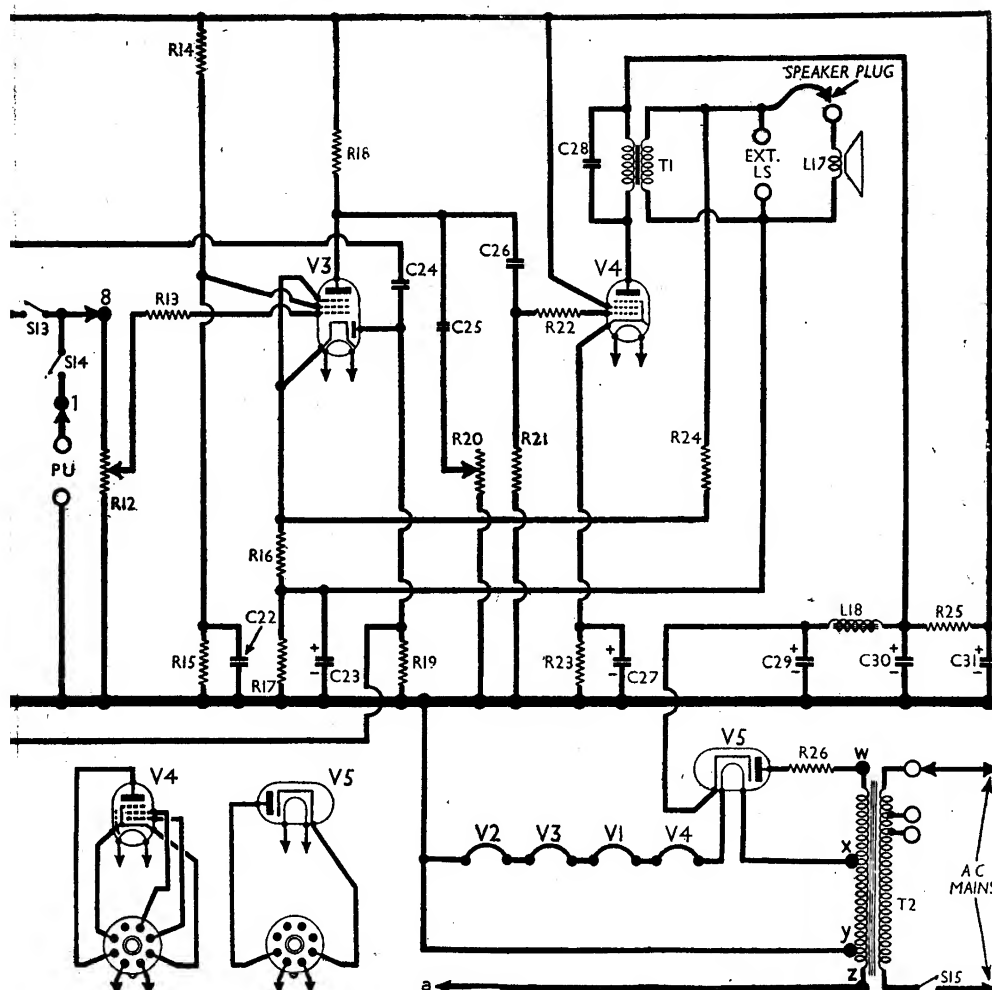 R14
SPEAKER PLUG
R18
C28
T1
EXT.
LS
L17
V3
C24
C26
V4
8
R13
S13
C25
R22
S14
1
PU
R12
R20
R21
R24
R16
C22
L18
R25
R15
R17
+
-
C23
R19
R23
+
-
C27
C29
+
-
C30
+
-
C31
+
-
V4
V5
V5
R26
w
V2
V3
V1
V4
x
AC
MAINS
T2
y
z
a
S15